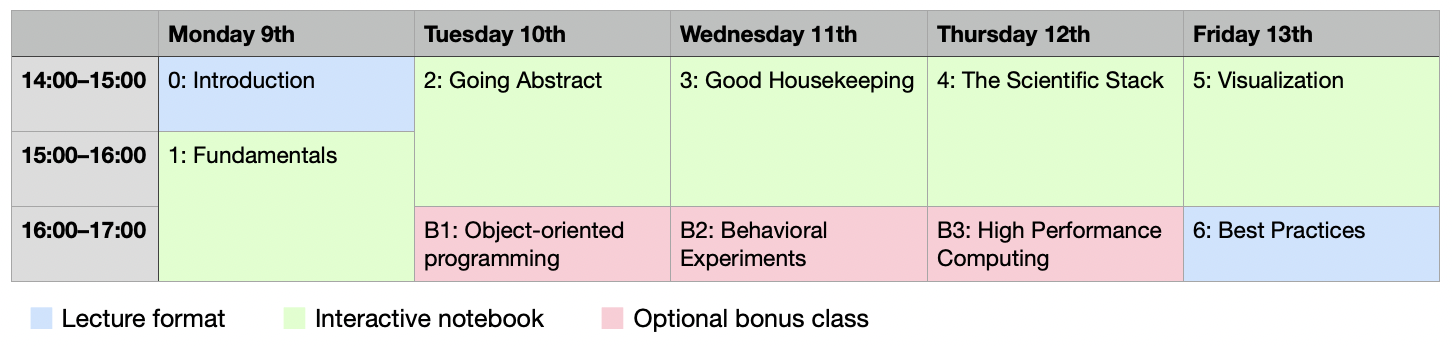 Monday 9th Tuesday 10th Wednesday 11th Thursday 12th Friday 13th
14:00–15:00 0: Introduction 2: Going Abstract 3: Good Housekeeping 4: The Scientific Stack 5: Visualization
15:00–16:00 1: Fundamentals
16:00–17:00 B1: Object-oriented B2: Behavioral B3: High Performance 6: Best Practices
programming Experiments Computing
Lecture format Interactive notebook Optional bonus class